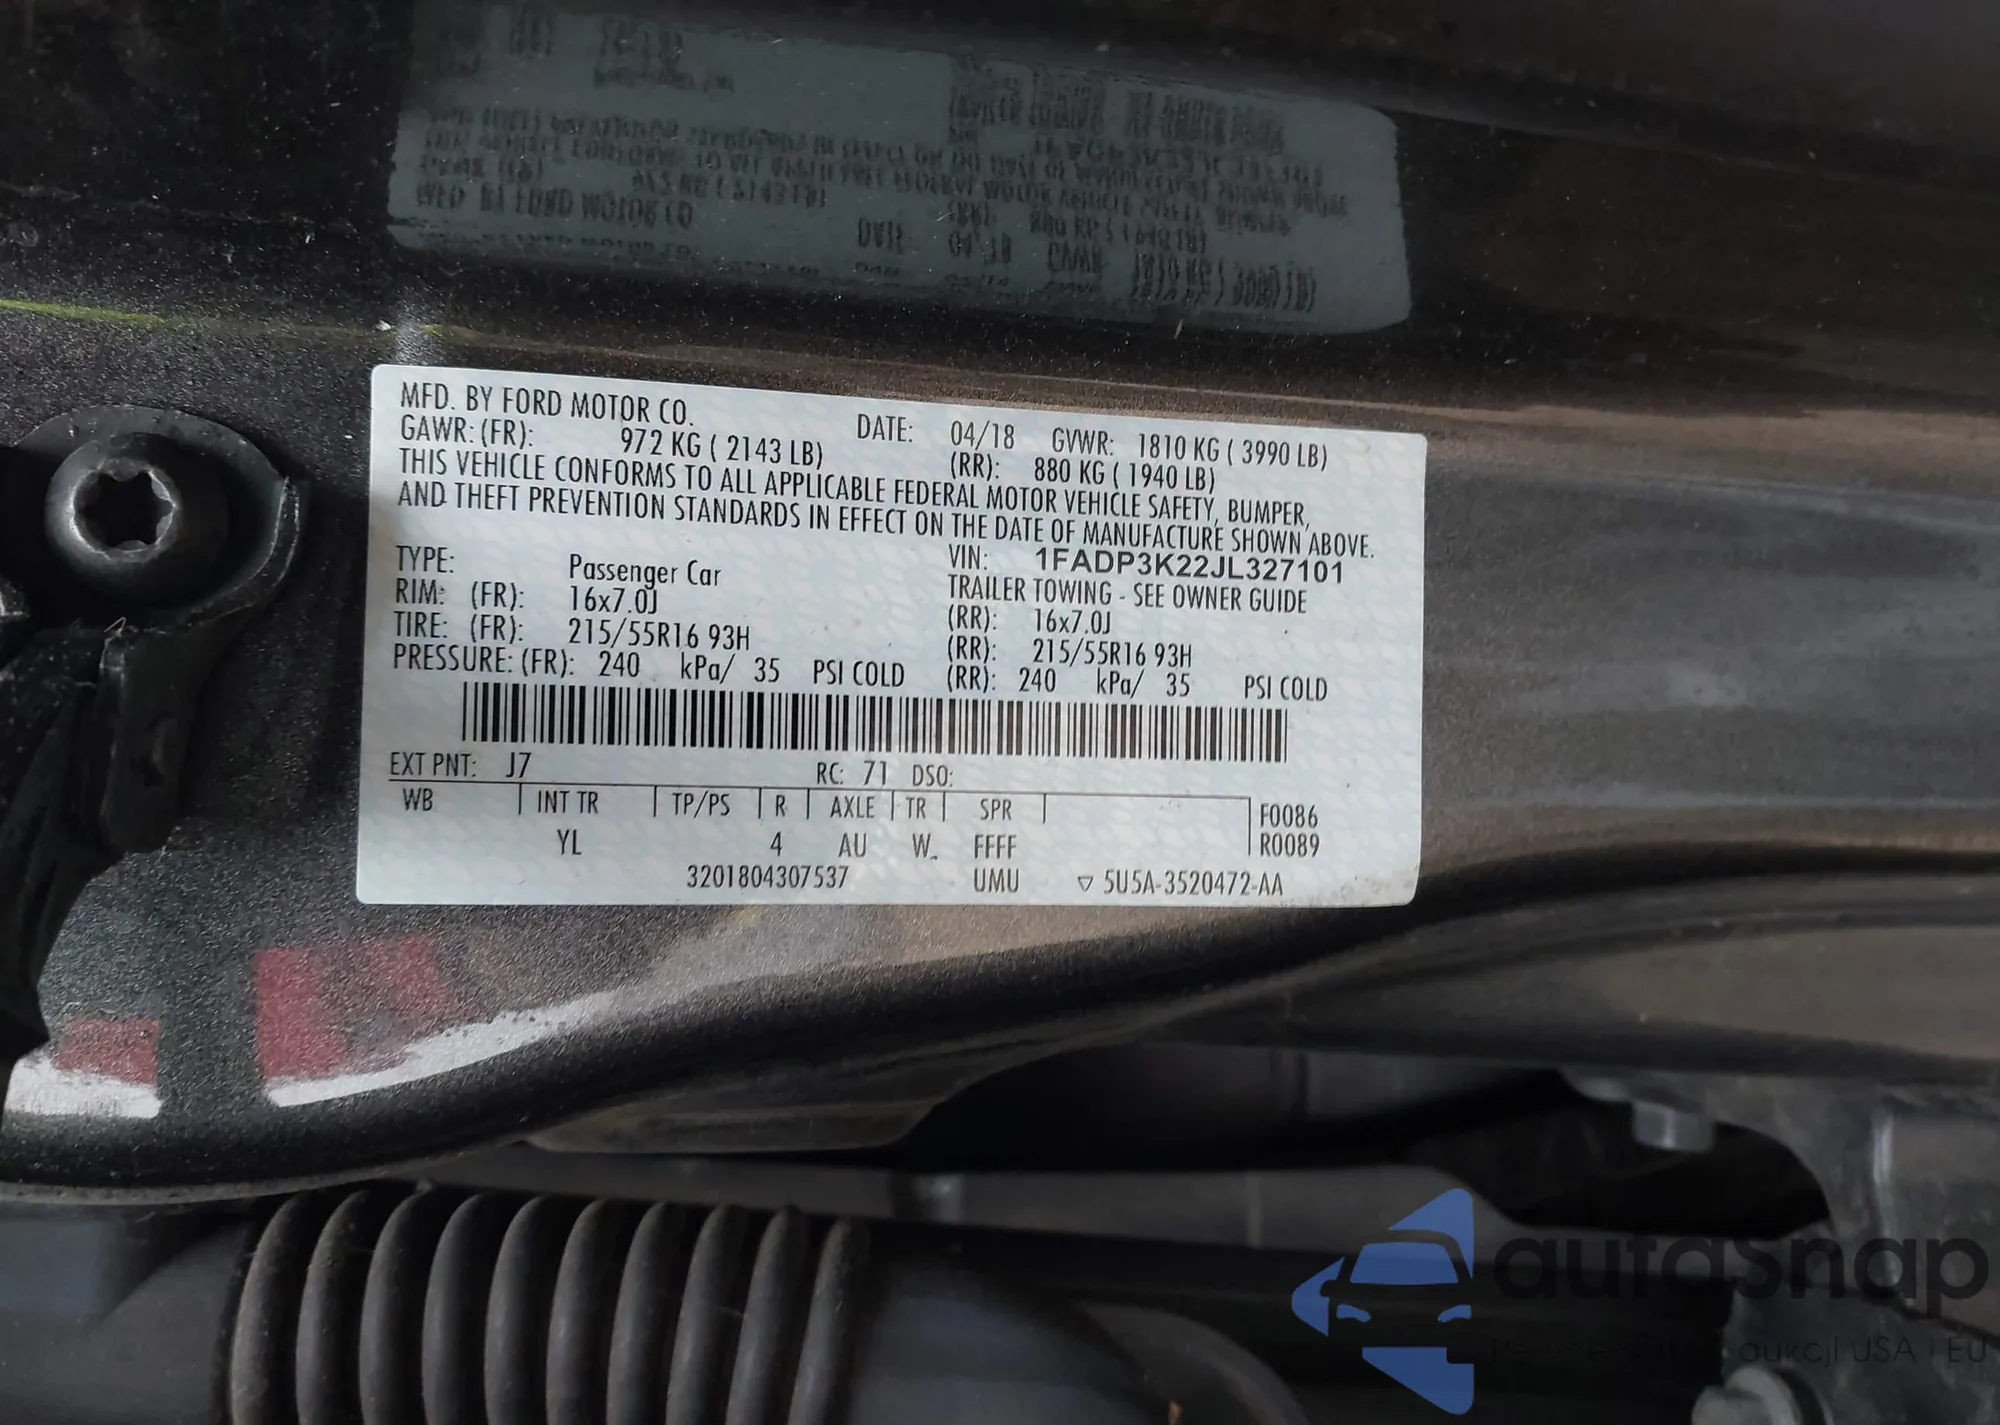 MFD. BY FORD MOTOR CO. DATE: 04/18 GVWR: 1810 KG ( 3990 LB)
GAWR: (FR): 972 KG ( 2143 LB) (RR): 880 KG ( 1940 LB)
THIS VEHICLE CONFORMS TO ALL APPLICABLE FEDERAL MOTOR VEHICLE SAFETY, BUMPER,
AND THEFT PREVENTION STANDARDS IN EFFECT ON THE DATE OF MANUFACTURE SHOWN ABOVE.
VIN: 1FADP3K22JL327101
TYPE: Passenger Car TRAILER TOWING - SEE OWNER GUIDE
RIM: (FR): 16x7.0J (RR): 16x7.0J
TIRE: (FR): 215/55R16 93H (RR): 215/55R16 93H
PRESSURE: (FR): 240 kPa/ 35 PSI COLD (RR): 240 kPa/ 35 PSI COLD
EXT PNT: J7 RC: 71 DSO:
WB INT TR TP/PS R AXLE TR SPR F0086
YL 4 AU W. FFFF R0089
3201804307537 UMU ▽ 5U5A-3520472-AA
autosnap
aukcji USA i EU